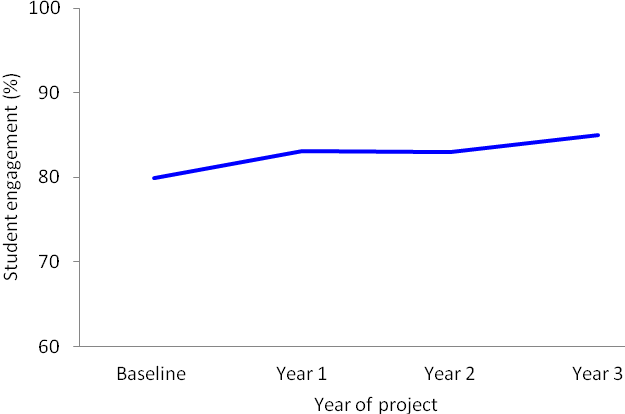 100
90
80
70
60
Student engagement (%)
Baseline
Year 1
Year 2
Year 3
Year of project